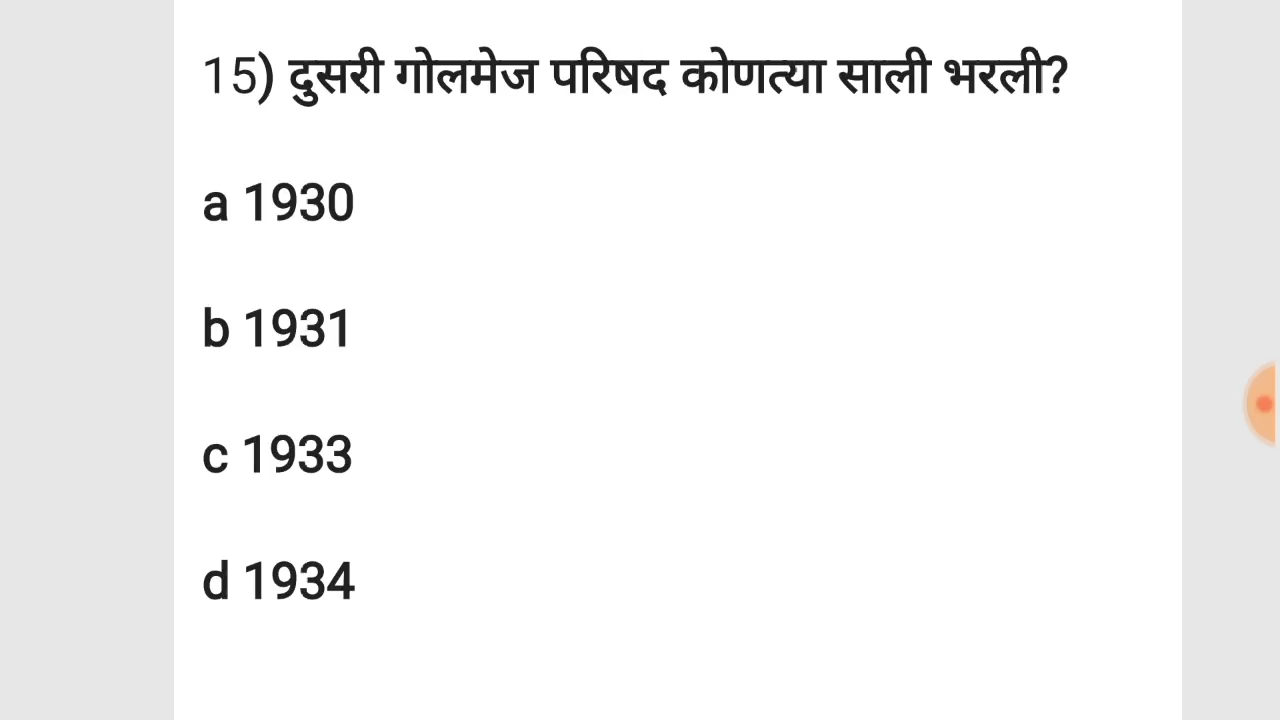 15) दुसरी गोलमेज परिषद कोणत्या साली भरली?
a 1930
b 1931
c 1933
d 1934